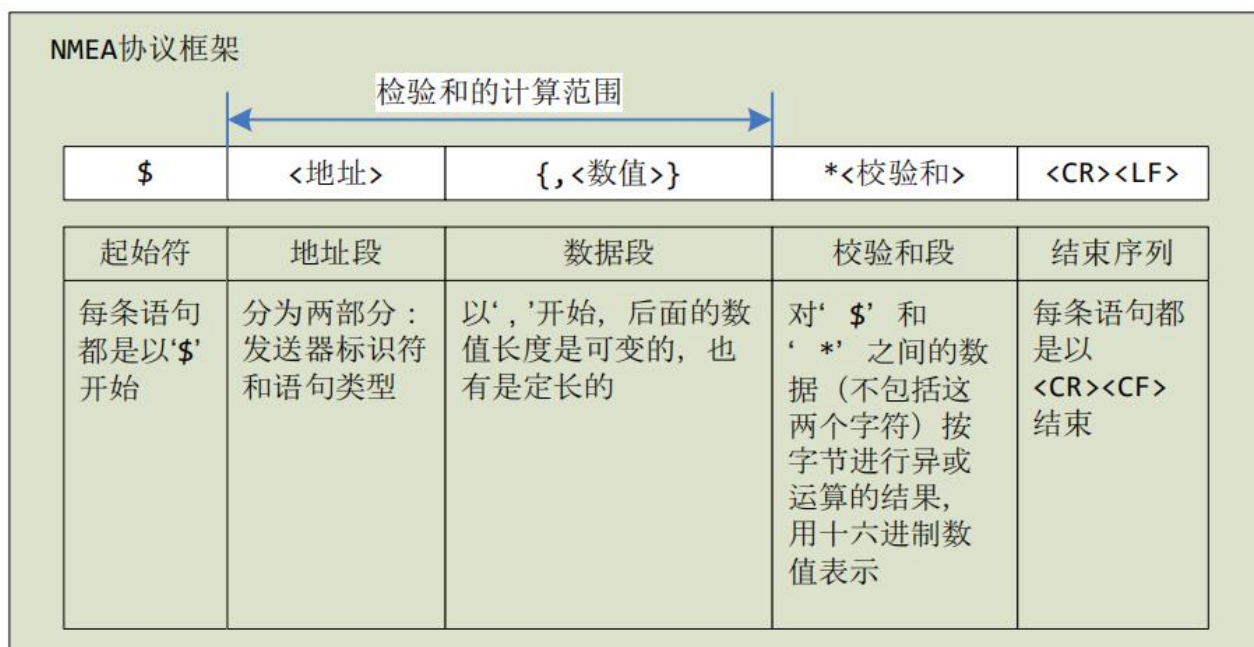 NMEA协议框架
检验和的计算范围
$ <地址> {,<数值>} *<校验和> <CR><LF>
起始符 地址段 数据段 校验和段 结束序列
每条语句
都是以‘$’
开始
分为两部分:
发送器标识符
和语句类型
以‘,’开始,后面的数
值长度是可变的,也
有是定长的
对‘ $’ 和
‘ *’ 之间的数
据(不包括这
两个字符)按
字节进行异或
运算的结果,
用十六进制数
值表示
每条语句都
是以
<CR><CF>
结束